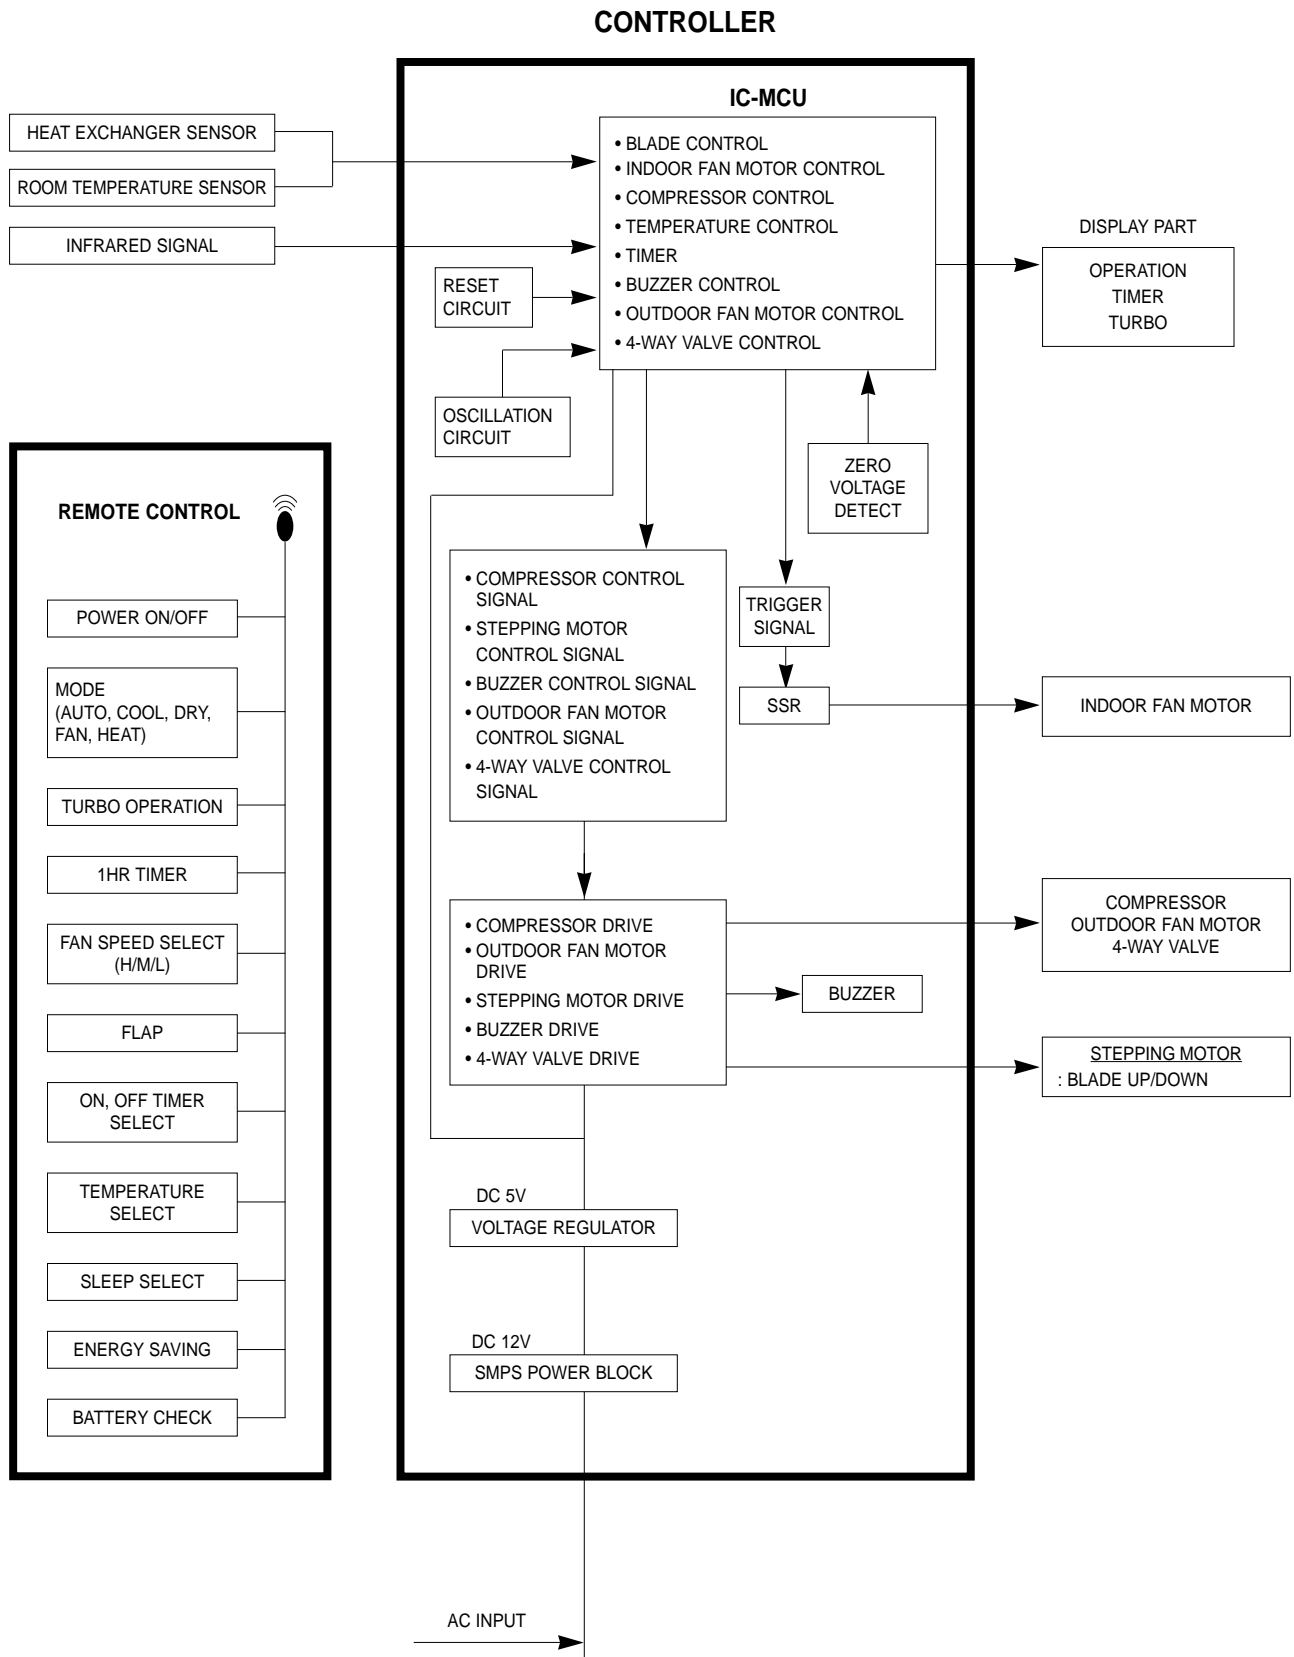 CONTROLLER
IC-MCU
HEAT EXCHANGER SENSOR
ROOM TEMPERATURE SENSOR
INFRARED SIGNAL
• BLADE CONTROL
• INDOOR FAN MOTOR CONTROL
• COMPRESSOR CONTROL
• TEMPERATURE CONTROL
• TIMER
• BUZZER CONTROL
• OUTDOOR FAN MOTOR CONTROL
• 4-WAY VALVE CONTROL
RESET
CIRCUIT
OSCILLATION
CIRCUIT
DISPLAY PART
OPERATION
TIMER
TURBO
ZERO
VOLTAGE
DETECT
REMOTE CONTROL
POWER ON/OFF
MODE
(AUTO, COOL, DRY,
FAN, HEAT)
TURBO OPERATION
1HR TIMER
FAN SPEED SELECT
(H/M/L)
FLAP
ON, OFF TIMER
SELECT
TEMPERATURE
SELECT
SLEEP SELECT
ENERGY SAVING
BATTERY CHECK
• COMPRESSOR CONTROL
SIGNAL
• STEPPING MOTOR
CONTROL SIGNAL
• BUZZER CONTROL SIGNAL
• OUTDOOR FAN MOTOR
CONTROL SIGNAL
• 4-WAY VALVE CONTROL
SIGNAL
TRIGGER
SIGNAL
SSR
INDOOR FAN MOTOR
• COMPRESSOR DRIVE
• OUTDOOR FAN MOTOR
DRIVE
• STEPPING MOTOR DRIVE
• BUZZER DRIVE
• 4-WAY VALVE DRIVE
COMPRESSOR
OUTDOOR FAN MOTOR
4-WAY VALVE
BUZZER
STEPPING MOTOR
: BLADE UP/DOWN
DC 5V
VOLTAGE REGULATOR
DC 12V
SMPS POWER BLOCK
AC INPUT